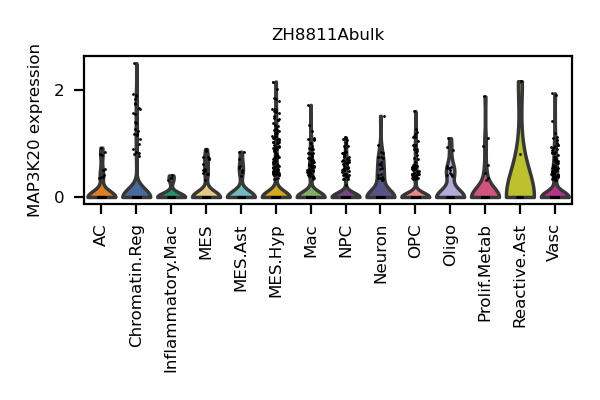 ZH8811Abulk
MAP3K20 expression
2
0
AC
Chromatin.Reg
Inflammatory.Mac
MES
MES.Ast
MES.Hyp
Mac
NPC
Neuron
OPC
Oligo
Prolif.Metab
Reactive.Ast
Vasc